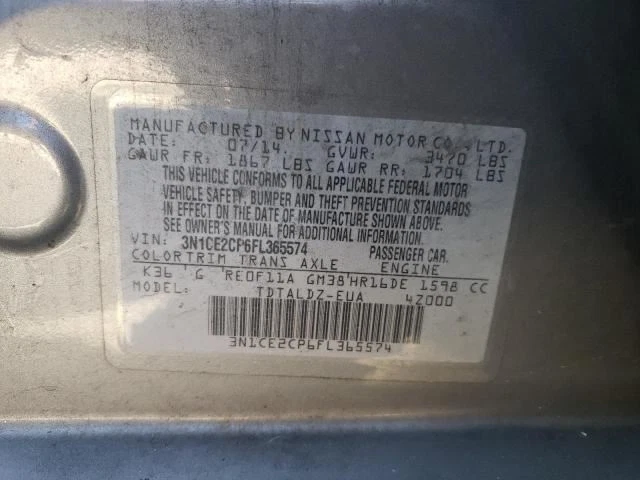 MANUFACTURED BY NISSAN MOTOR CO.,LTD.
DATE: 07/14. GVWR: 3470 LBS
GAWR FR: 1867 LBS GAWR RR: 1704 LBS
THIS VEHICLE CONFORMS TO ALL APPLICABLE FEDERAL MOTOR
VEHICLE SAFETY, BUMPER AND THEFT PREVENTION STANDARDS
IN EFFECT ON THE DATE OF MANUFACTURE SHOWN ABOVE.
SEE OWNER'S MANUAL FOR ADDITIONAL INFORMATION.
VIN: 3N1CE2CP6FL365574 PASSENGER CAR.
COLOR TRIM TRANS AXLE ENGINE
K36 G RE0F11A GM38 HR16DE 1598 CC
MODEL: TDTALDZ-EUA 4Z000
3N1CE2CP6FL365574